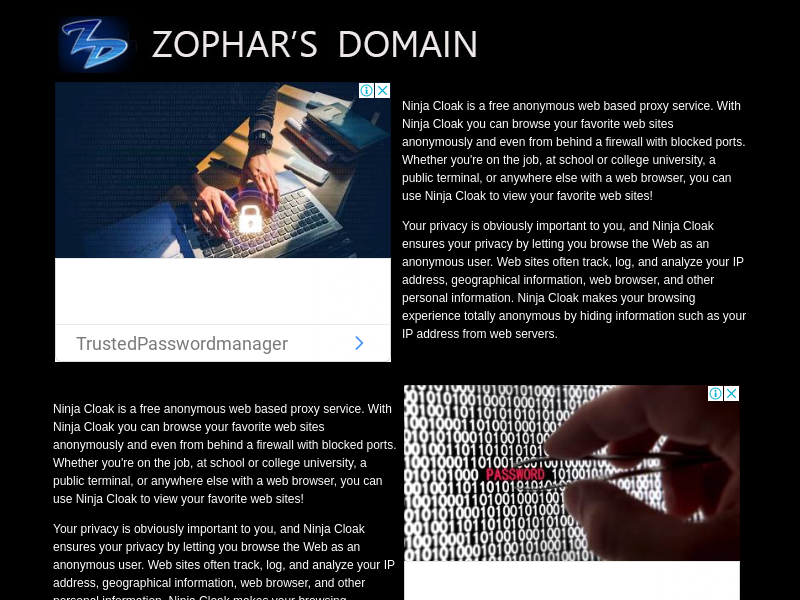 ZOPHAR'S DOMAIN
Ninja Cloak is a free anonymous web based proxy service. With
Ninja Cloak you can browse your favorite web sites
anonymously and even from behind a firewall with blocked ports.
Whether you're on the job, at school or college university, a
public terminal, or anywhere else with a web browser, you can
use Ninja Cloak to view your favorite web sites!
Your privacy is obviously important to you, and Ninja Cloak
ensures your privacy by letting you browse the Web as an
anonymous user. Web sites often track, log, and analyze your IP
address, geographical information, web browser, and other
personal information. Ninja Cloak makes your browsing
experience totally anonymous by hiding information such as your
IP address from web servers.
TrustedPasswordmanager
Ninja Cloak is a free anonymous web based proxy service. With
Ninja Cloak you can browse your favorite web sites
anonymously and even from behind a firewall with blocked ports.
Whether you're on the job, at school or college university, a
public terminal, or anywhere else with a web browser, you can
use Ninja Cloak to view your favorite web sites!
Your privacy is obviously important to you, and Ninja Cloak
ensures your privacy by letting you browse the Web as an
anonymous user. Web sites often track, log, and analyze your IP
address, geographical information, web browser, and other
personal information. Ninja Cloak makes your browsing
PASSWORD